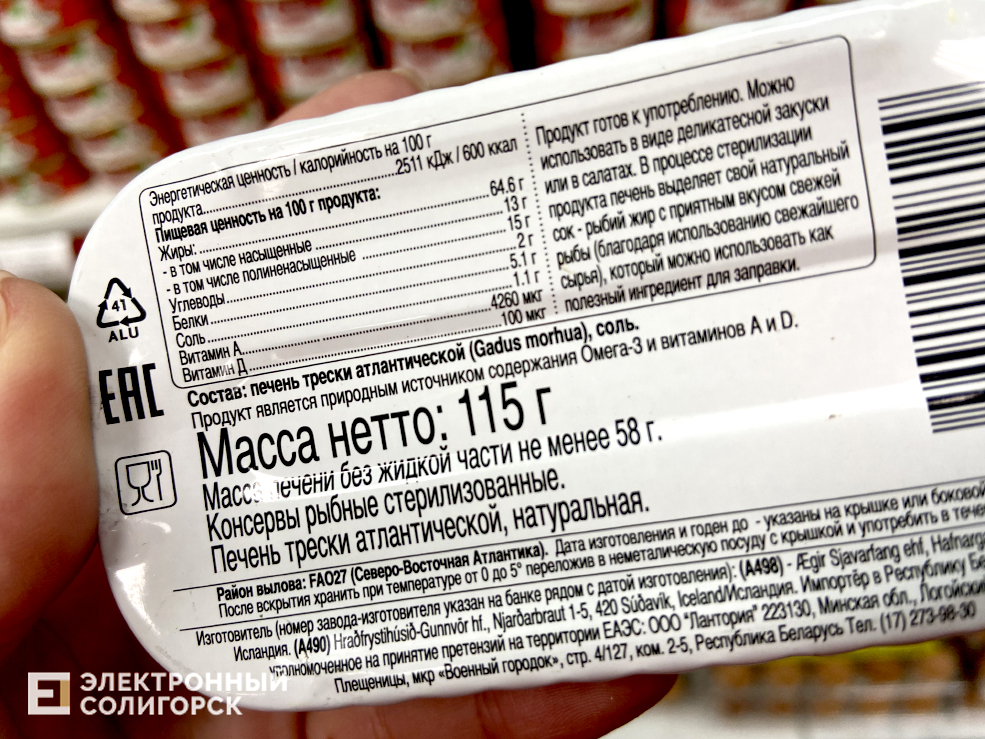 Энергетическая ценность / калорийность на 100 г
продукта..........2511 кДж / 600 ккал
Пищевая ценность на 100 г продукта:
Жиры:..........64.6 г
- в том числе насыщенные..........13 г
- в том числе полиненасыщенные..........15 г
Углеводы..........2 г
Белки..........5.1 г
Соль..........1.1 г
Витамин А..........4260 мкг
Витамин Д..........100 мкг
Продукт готов к употреблению. Можно
использовать в виде деликатесной закуски
или в салатах. В процессе стерилизации
продукта печень выделяет свой натуральный
сок - рыбий жир с приятным вкусом свежей
рыбы (благодаря использованию свежайшего
сырья), который можно использовать как
полезный ингредиент для заправки.
41
ALU
EAC
Состав: печень трески атлантической (Gadus morhua), соль.
Продукт является природным источником содержания Омега-3 и витаминов А и D.
Масса нетто: 115 г
Масса печени без жидкой части не менее 58 г.
Консервы рыбные стерилизованные.
Печень трески атлантической, натуральная.
Район вылова: FAO27 (Северо-Восточная Атлантика). Дата изготовления и годен до - указаны на крышке или боковой
После вскрытия хранить при температуре от 0 до 5° переложив в неметалическую посуду с крышкой и употребить в тече
Изготовитель (номер завода-изготовителя указан на банке рядом с датой изготовления): (A498) - Ægir Sjavarfang ehf, Hafnarg
Исландия. (A490) Hraðfrystihúsið-Gunnvör hf., Njarðarbraut 1-5, 420 Súðavík, Iceland/Исландия. Импортёр в Республику Бе
уполномоченное на принятие претензий на территории ЕАЭС: ООО "Лантория" 223130, Минская обл., Логойский
Плещеницы, мкр «Военный городок», стр. 4/127, ком. 2-5, Республика Беларусь Тел. (17) 273-98-30
ЭЛЕКТРОННЫЙ
СОЛИГОРСК